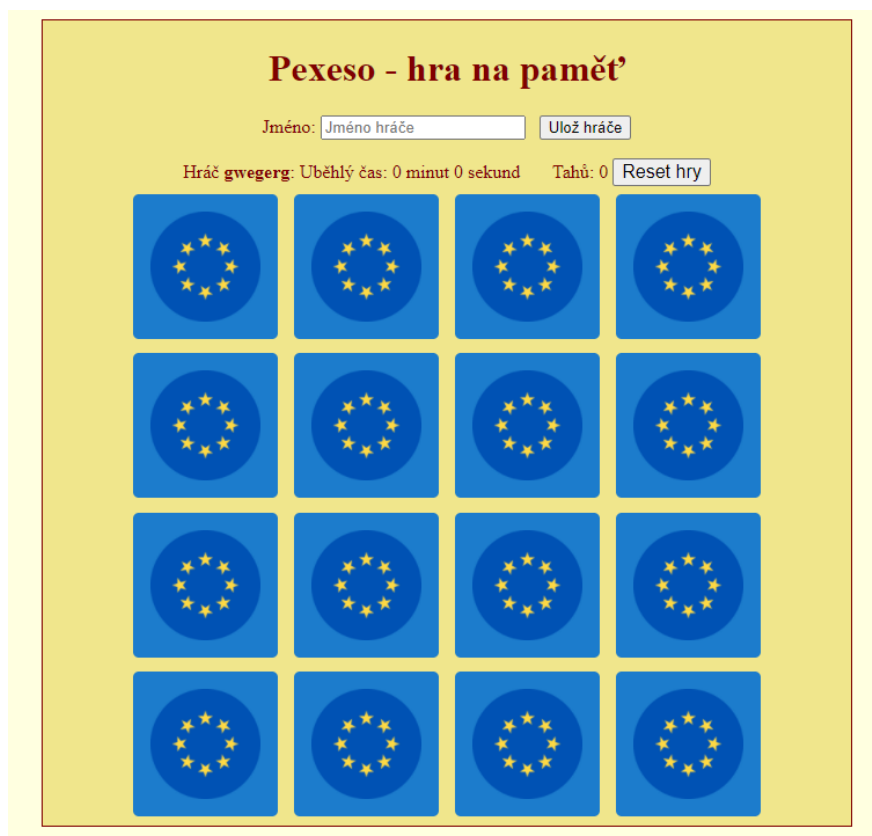 Pexeso - hra na paměť
Jméno: Jméno hráče Ulož hráče
Hráč gwegerg: Uběhlý čas: 0 minut 0 sekund Tahů: 0 Reset hry